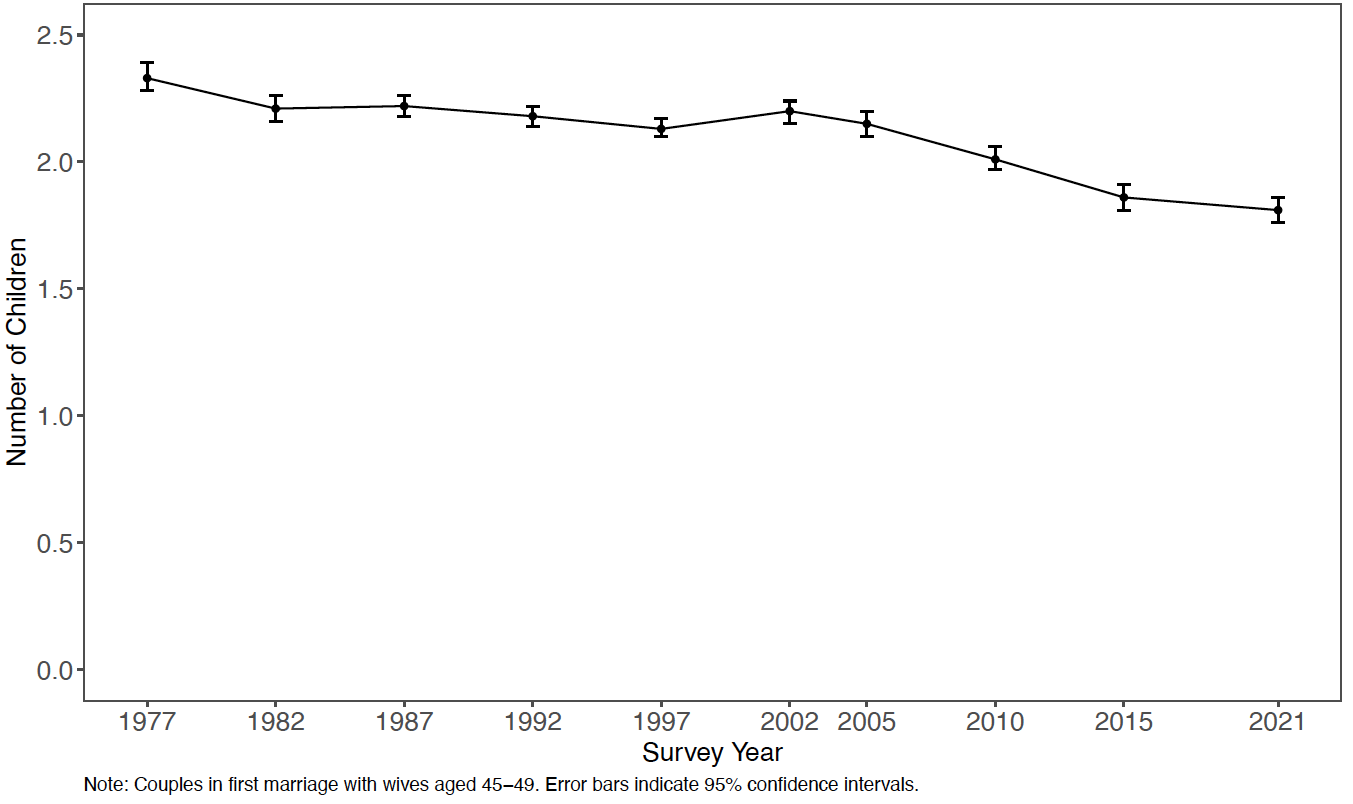 2.5
2.0
1.5
1.0
0.5
0.0
Number of Children
1977 1982 1987 1992 1997 2002 2005 2010 2015 2021
Survey Year
Note: Couples in first marriage with wives aged 45−49. Error bars indicate 95% confidence intervals.